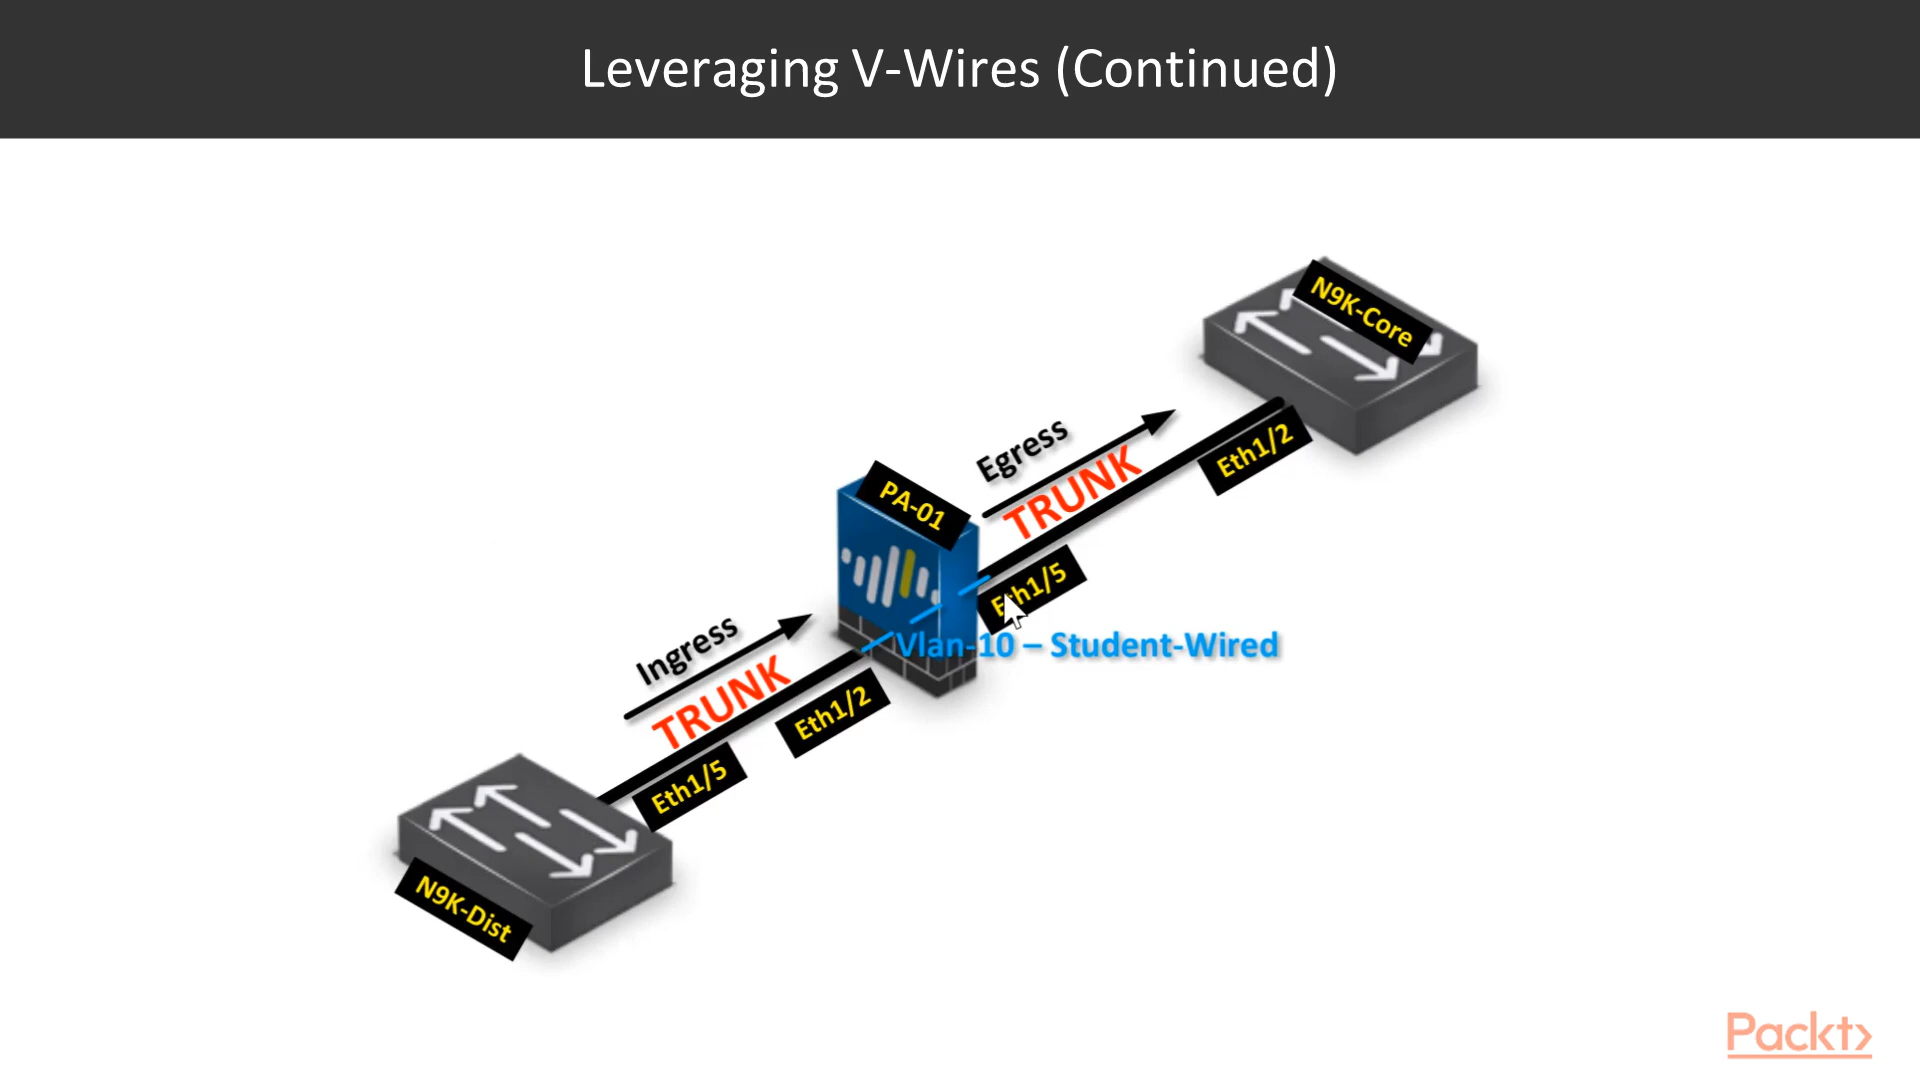 Leveraging V-Wires (Continued)
N9K-Core
Eth1/2
Egress
TRUNK
PA-01
Eth1/5
Vlan-10 – Student-Wired
Ingress
TRUNK
Eth1/2
Eth1/5
N9K-Dist
Packt>